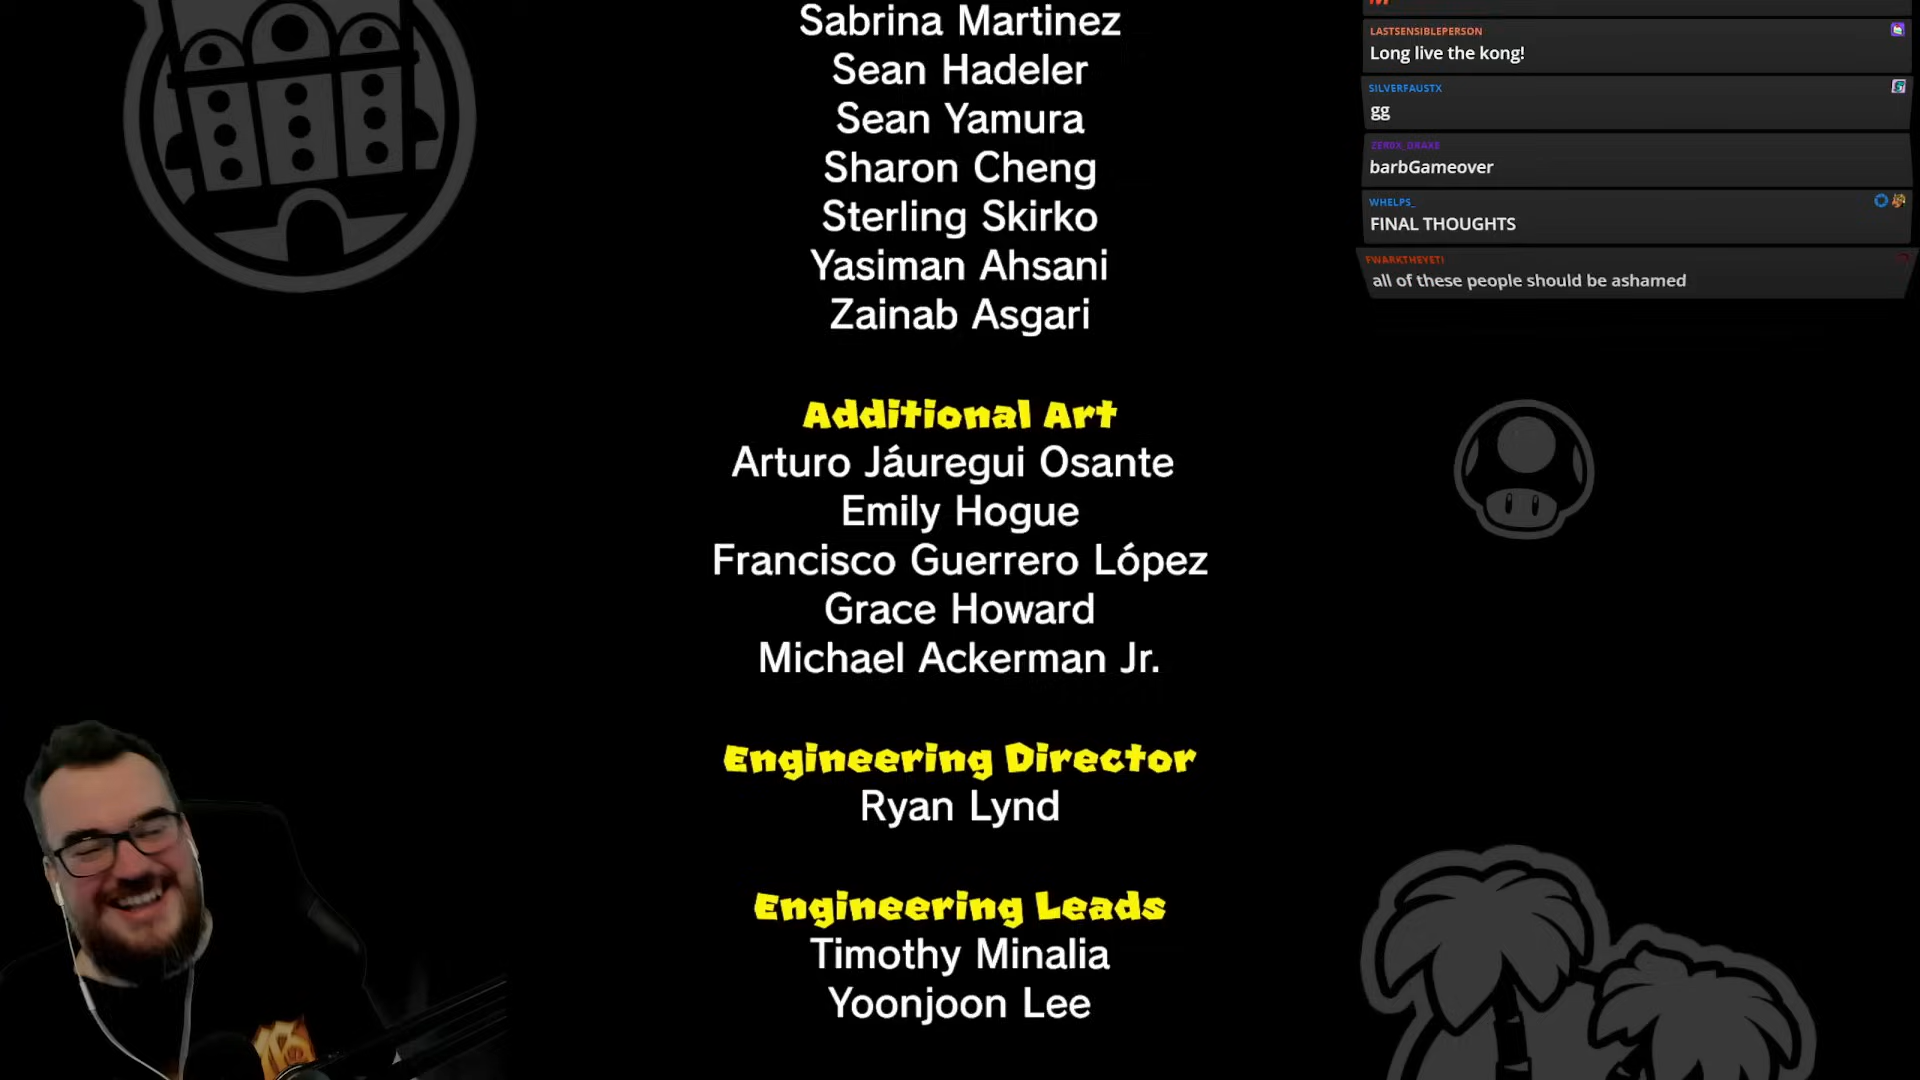 Sabrina Martinez
Sean Hadeler
Sean Yamura
Sharon Cheng
Sterling Skirko
Yasiman Ahsani
Zainab Asgari
Additional Art
Arturo Jáuregui Osante
Emily Hogue
Francisco Guerrero López
Grace Howard
Michael Ackerman Jr.
Engineering Director
Ryan Lynd
Engineering Leads
Timothy Minalia
Yoonjoon Lee
LASTSENSIBLEPERSON
Long live the kong!
SILVERFAUSTX
gg
ZEROX_DRAKE
barbGameover
WHELPS_
FINAL THOUGHTS
FWARKTHEYETI
all of these people should be ashamed